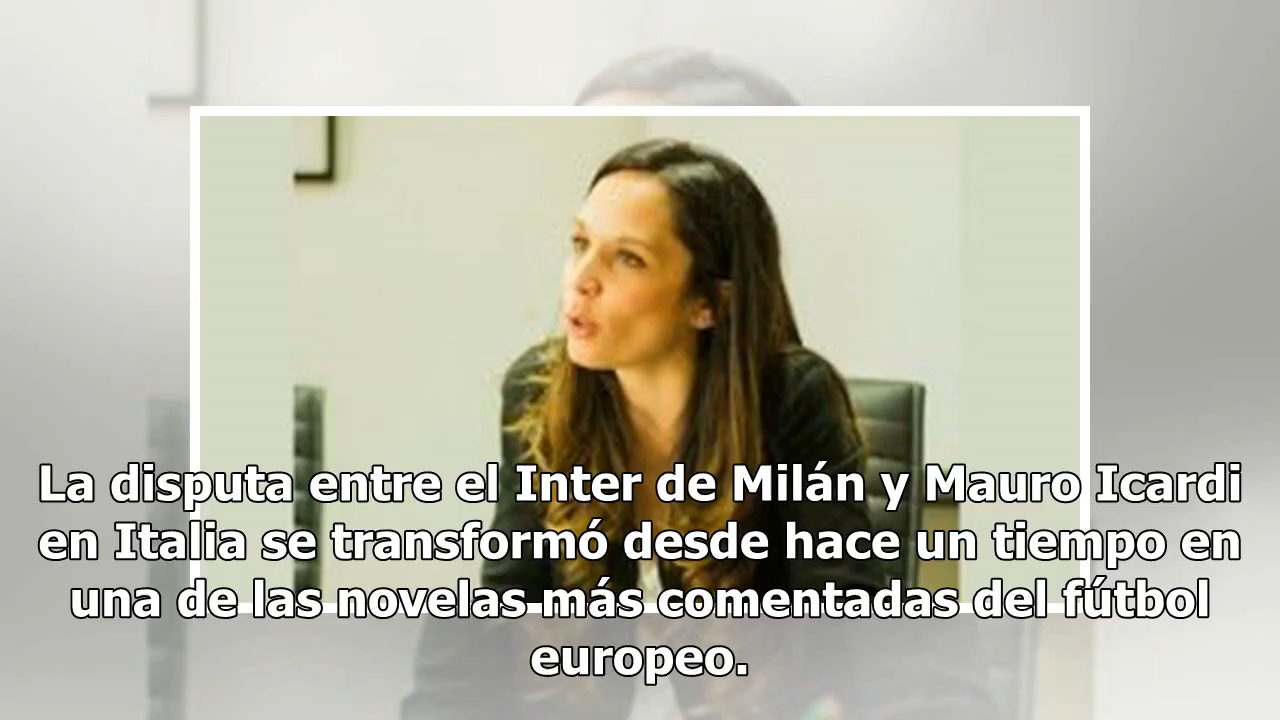 La disputa entre el Inter de Milán y Mauro Icardi
en Italia se transformó desde hace un tiempo en
una de las novelas más comentadas del fútbol
europeo.